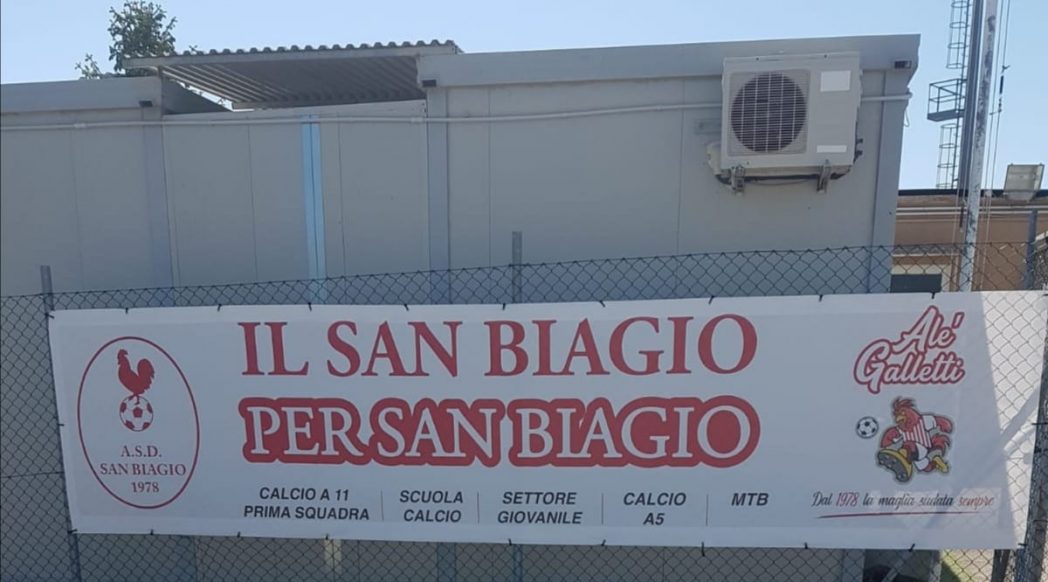 A.S.D.
SAN BIAGIO
1978
IL SAN BIAGIO
PER SAN BIAGIO
CALCIO A 11
PRIMA SQUADRA
SCUOLA
CALCIO
SETTORE
GIOVANILE
CALCIO
A5
MTB
Alé
Galletti
Dal 1978 la maglia sudata sempre